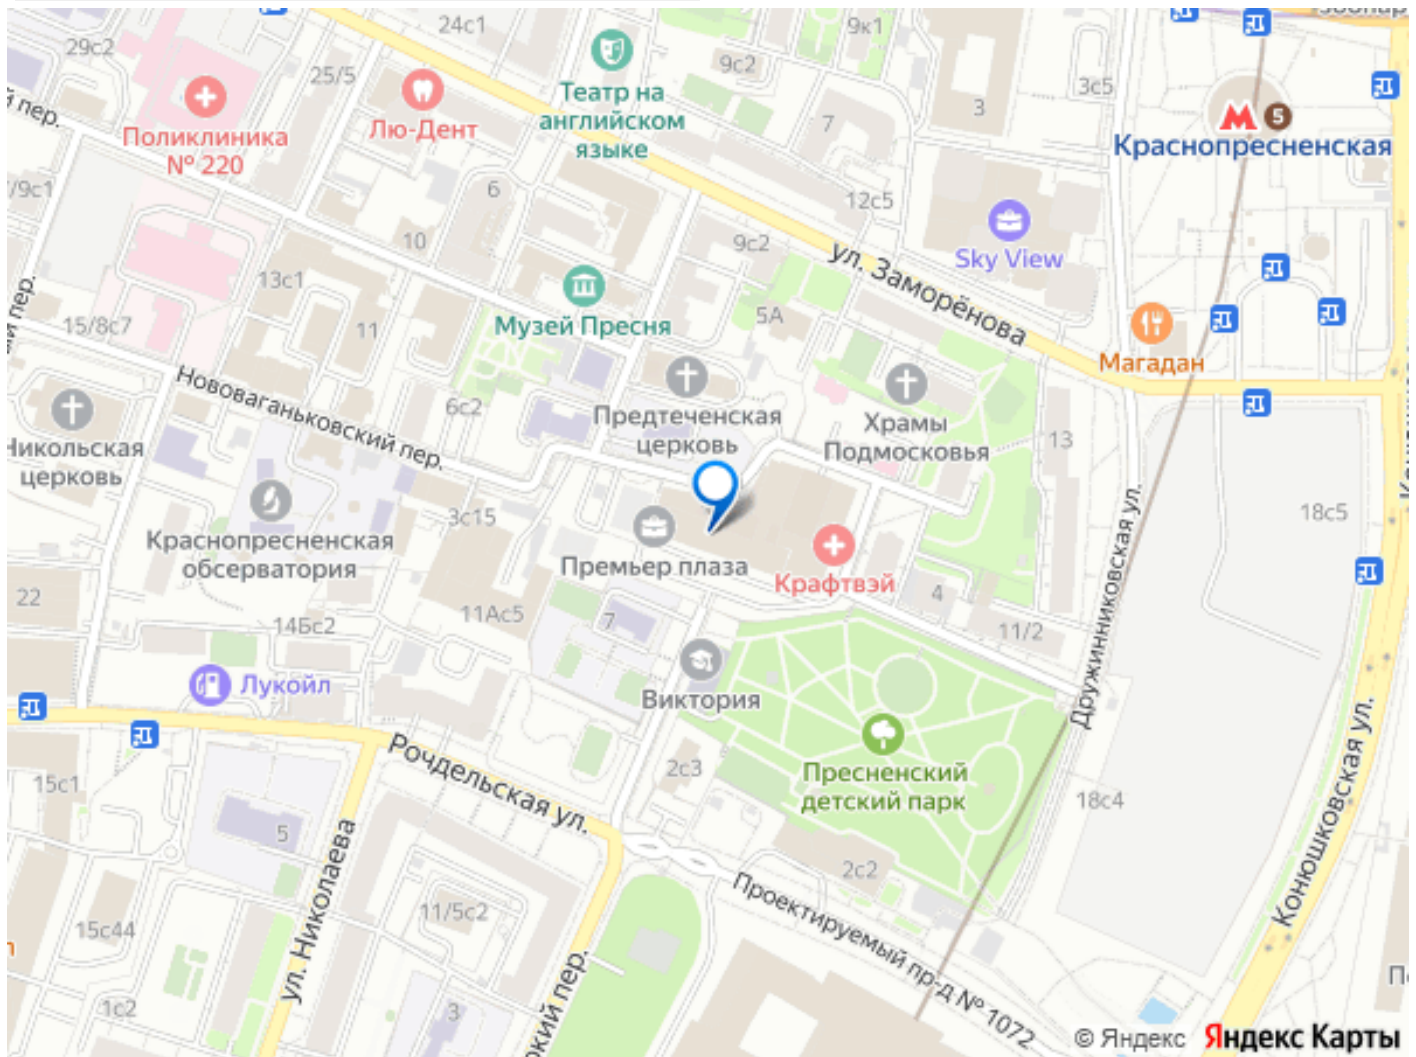 24с1
9к1
29с2
25/5
9с2
Театр на
английском
языке
3с5
3
7
5
Краснопресненская
Лю-Дент
Поликлиника
№ 220
й пер.
/9с1
6
12с5
10
9с2
ул. Заморёнова
Sky View
13с1
Музей Пресня
5А
15/8с7
11
Магадан
Нововаганьковский пер.
6с2
Предтеченская
церковь
Храмы
Подмосковья
13
Никольская
церковь
3с15
18с5
Краснопресненская
обсерватория
Премьер плаза
Крафтвэй
Дружинниковская ул.
22
11Ас5
7
4
14Бс2
11/2
Лукойл
Виктория
Рочдельская ул.
2с3
Пресненский
детский парк
15с1
18с4
5
Конюшковская ул.
ул. Николаева
2с2
11/5с2
Проектируемый пр-д № 1072
15с44
1с2
3
кий пер.
© Яндекс Яндекс Карты